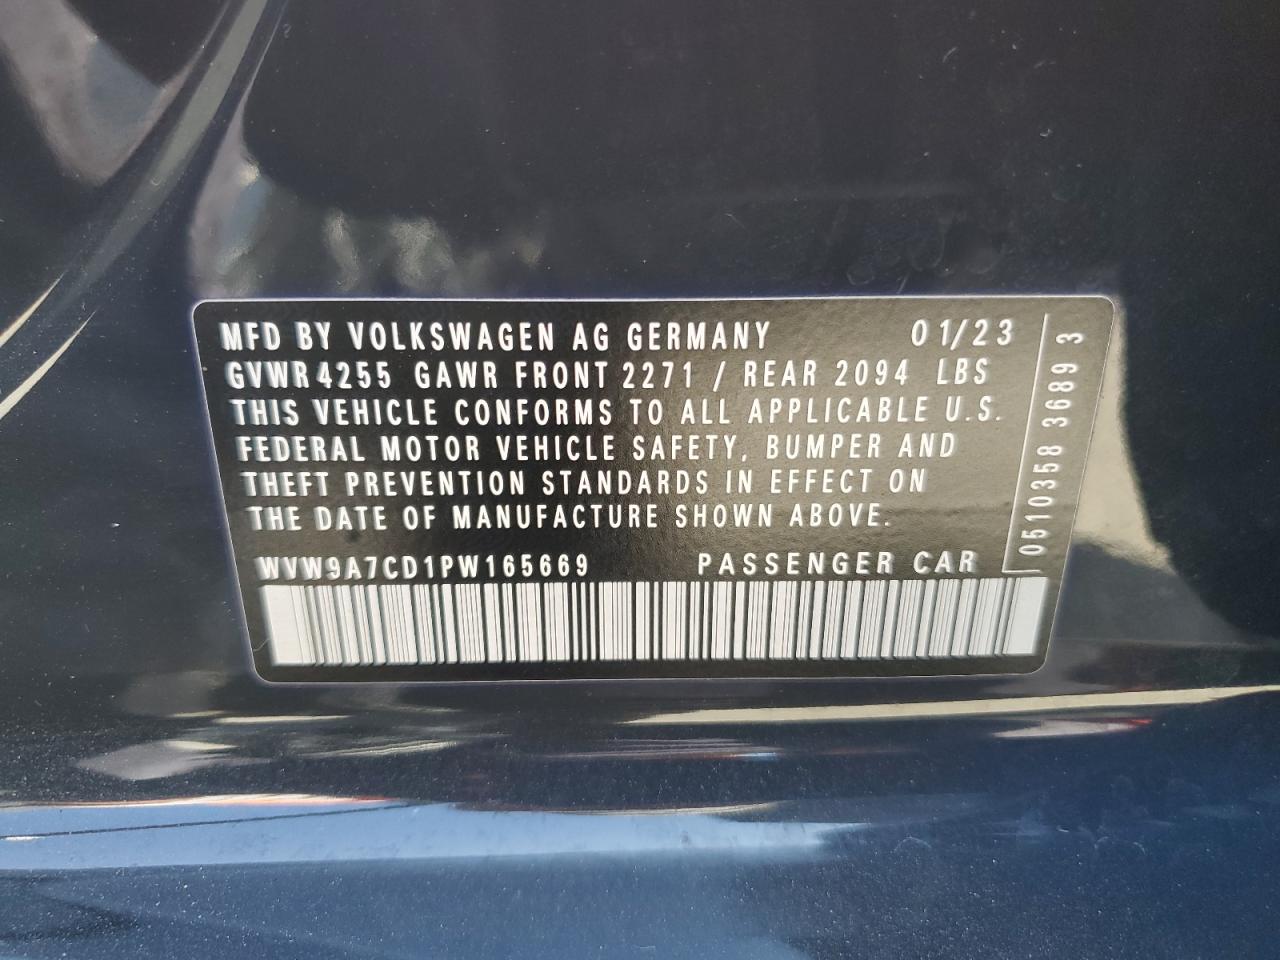 MFD BY VOLKSWAGEN AG GERMANY 01/23
GVWR 4255 GAWR FRONT 2271 / REAR 2094 LBS
THIS VEHICLE CONFORMS TO ALL APPLICABLE U.S.
FEDERAL MOTOR VEHICLE SAFETY, BUMPER AND
THEFT PREVENTION STANDARDS IN EFFECT ON
THE DATE OF MANUFACTURE SHOWN ABOVE.
WVW9A7CD1PW165669 PASSENGER CAR
0510358 3689 3